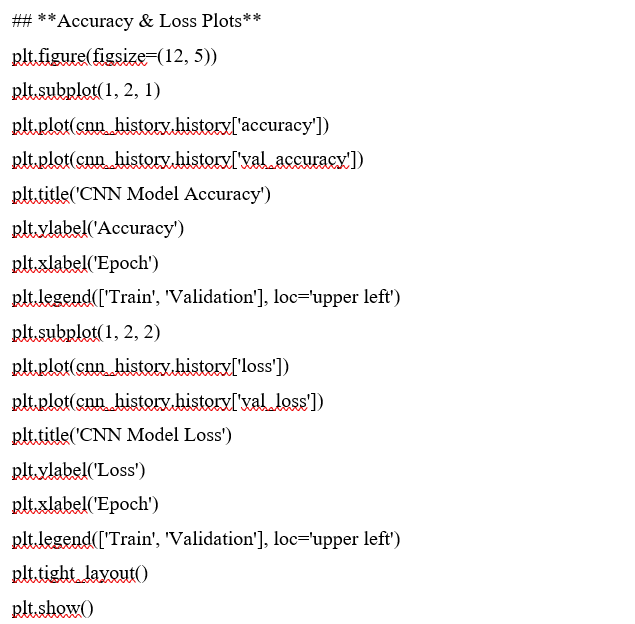 ## **Accuracy & Loss Plots**
plt.figure(figsize=(12, 5))
plt.subplot(1, 2, 1)
plt.plot(cnn_history.history['accuracy'])
plt.plot(cnn_history.history['val_accuracy'])
plt.title('CNN Model Accuracy')
plt.ylabel('Accuracy')
plt.xlabel('Epoch')
plt.legend(['Train', 'Validation'], loc='upper left')
plt.subplot(1, 2, 2)
plt.plot(cnn_history.history['loss'])
plt.plot(cnn_history.history['val_loss'])
plt.title('CNN Model Loss')
plt.ylabel('Loss')
plt.xlabel('Epoch')
plt.legend(['Train', 'Validation'], loc='upper left')
plt.tight_layout()
plt.show()